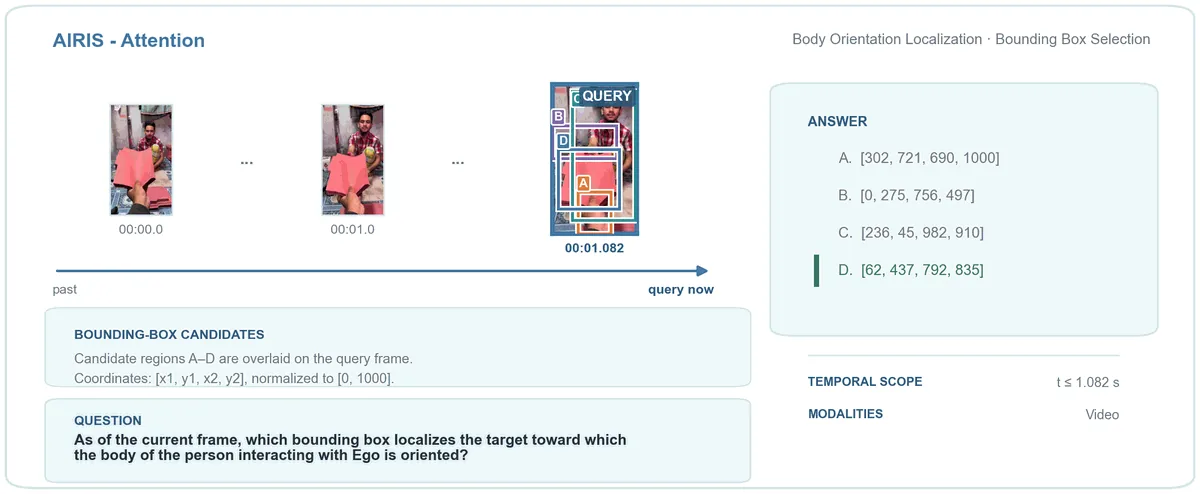 AIRIS - Attention
Body Orientation Localization · Bounding Box Selection
C QUERY
B
D
A
...
...
00:00.0
00:01.0
00:01.082
past
query now
BOUNDING-BOX CANDIDATES
Candidate regions A–D are overlaid on the query frame.
Coordinates: [x1, y1, x2, y2], normalized to [0, 1000].
QUESTION
As of the current frame, which bounding box localizes the target toward which
the body of the person interacting with Ego is oriented?
ANSWER
A. [302, 721, 690, 1000]
B. [0, 275, 756, 497]
C. [236, 45, 982, 910]
D. [62, 437, 792, 835]
TEMPORAL SCOPE t ≤ 1.082 s
MODALITIES Video